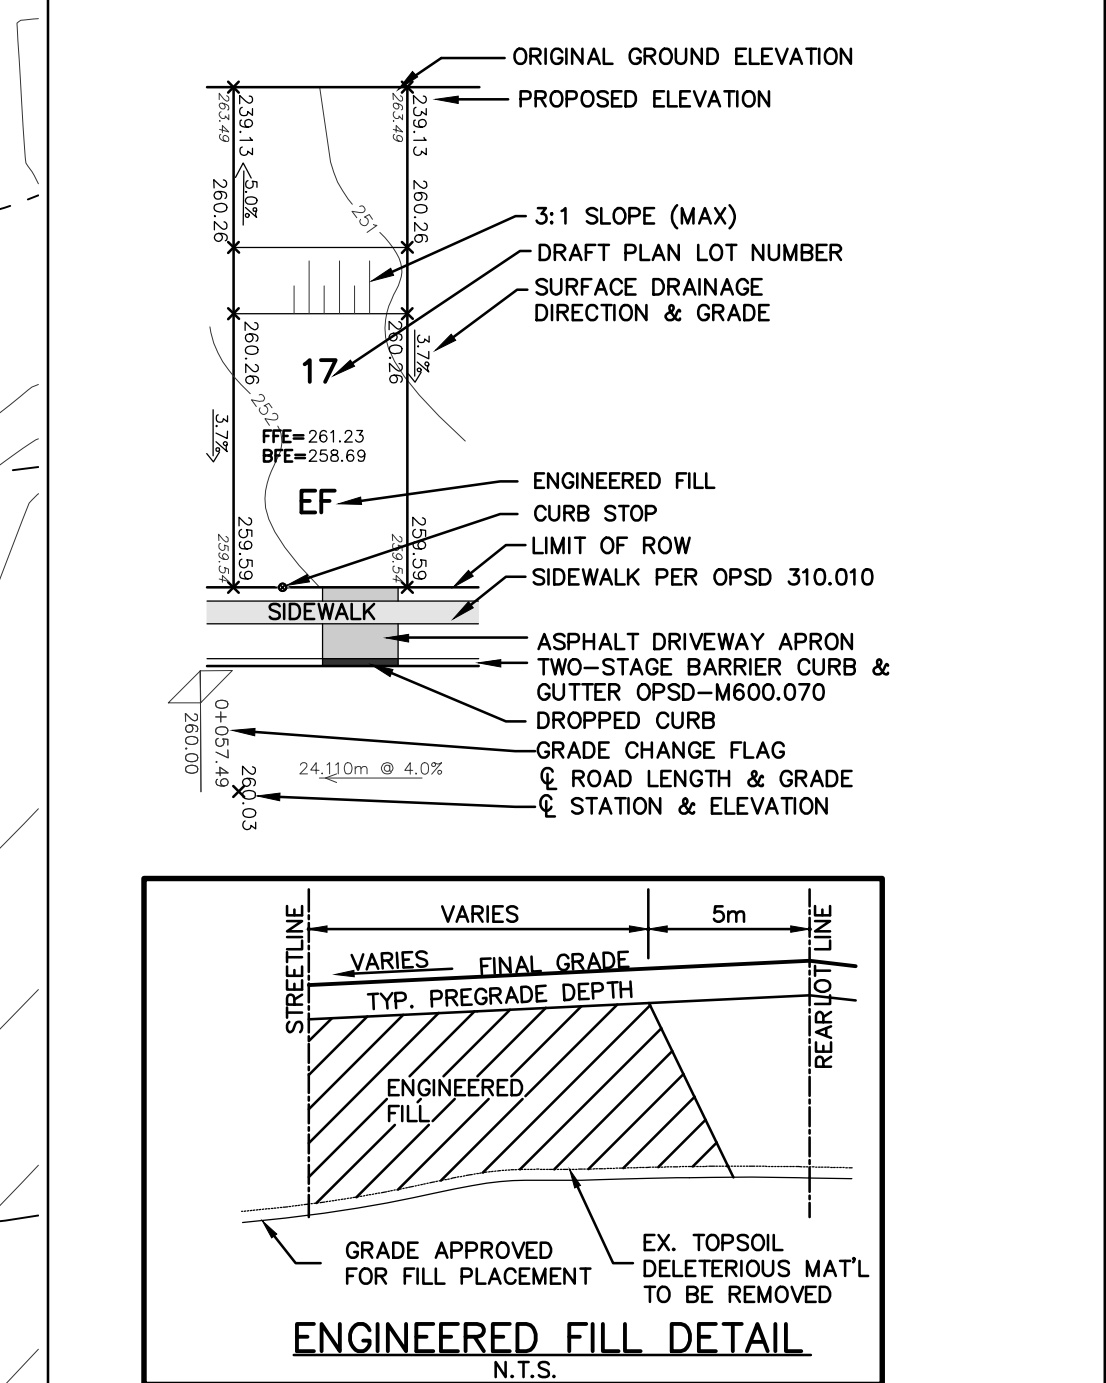 ORIGINAL GROUND ELEVATION
PROPOSED ELEVATION
263.49
239.13
263.49
239.13
5.0%
260.26
260.26
251
3:1 SLOPE (MAX)
DRAFT PLAN LOT NUMBER
SURFACE DRAINAGE
DIRECTION & GRADE
260.26
260.26
3.7%
17
252
3.7%
FFE=261.23
BFE=258.69
EF
ENGINEERED FILL
CURB STOP
LIMIT OF ROW
SIDEWALK PER OPSD 310.010
259.54
259.59
259.54
259.59
SIDEWALK
ASPHALT DRIVEWAY APRON
TWO-STAGE BARRIER CURB &
GUTTER OPSD-M600.070
DROPPED CURB
GRADE CHANGE FLAG
℄ ROAD LENGTH & GRADE
℄ STATION & ELEVATION
260.00
0+057.49
260.03
24.110m @ 4.0%
STREETLINE
VARIES
5m
REAR LOT LINE
VARIES
FINAL GRADE
TYP. PREGRADE DEPTH
ENGINEERED
FILL
GRADE APPROVED
FOR FILL PLACEMENT
EX. TOPSOIL
DELETERIOUS MAT'L
TO BE REMOVED
ENGINEERED FILL DETAIL
N.T.S.